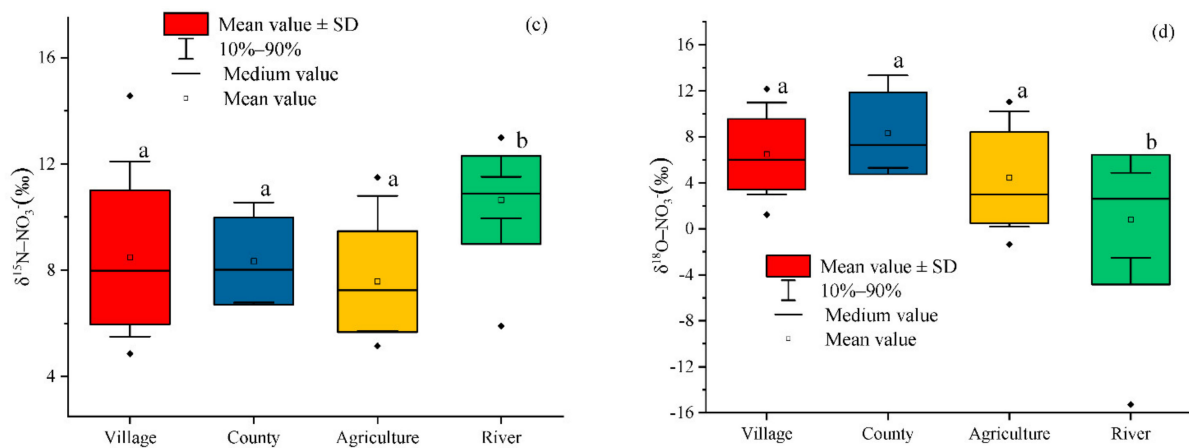 (c)
Mean value ± SD
10%–90%
Medium value
Mean value
δ¹⁵N–NO₃⁻(‰)
16
12
8
4
a
a
a
b
Village County Agriculture River
(d)
δ¹⁸O–NO₃⁻(‰)
16
12
8
4
0
-4
-8
-12
-16
a
a
a
b
Mean value ± SD
10%–90%
Medium value
Mean value
Village County Agriculture River